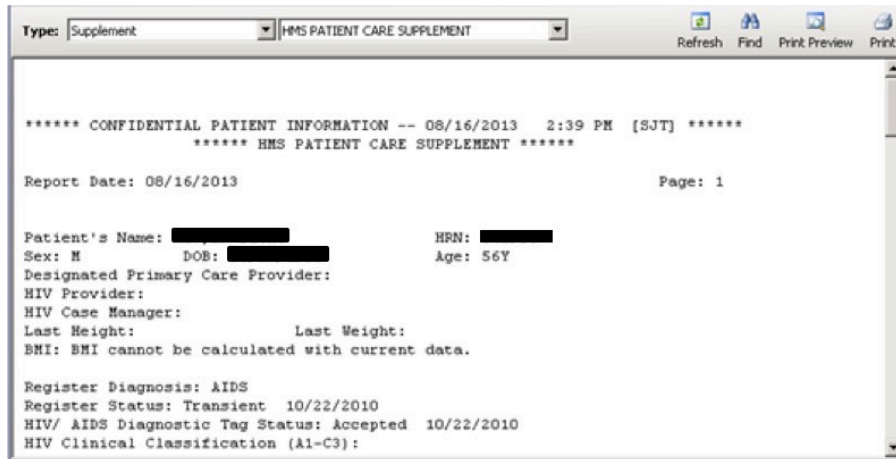 Type: Supplement HMS PATIENT CARE SUPPLEMENT Refresh Find Print Preview Print
****** CONFIDENTIAL PATIENT INFORMATION -- 08/16/2013 2:39 PM [SJT] ******
****** HMS PATIENT CARE SUPPLEMENT ******
Report Date: 08/16/2013 Page: 1
Patient's Name: HRN:
Sex: M DOB: Age: 56Y
Designated Primary Care Provider:
HIV Provider:
HIV Case Manager:
Last Height: Last Weight:
BMI: BMI cannot be calculated with current data.
Register Diagnosis: AIDS
Register Status: Transient 10/22/2010
HIV/ AIDS Diagnostic Tag Status: Accepted 10/22/2010
HIV Clinical Classification (A1-C3):